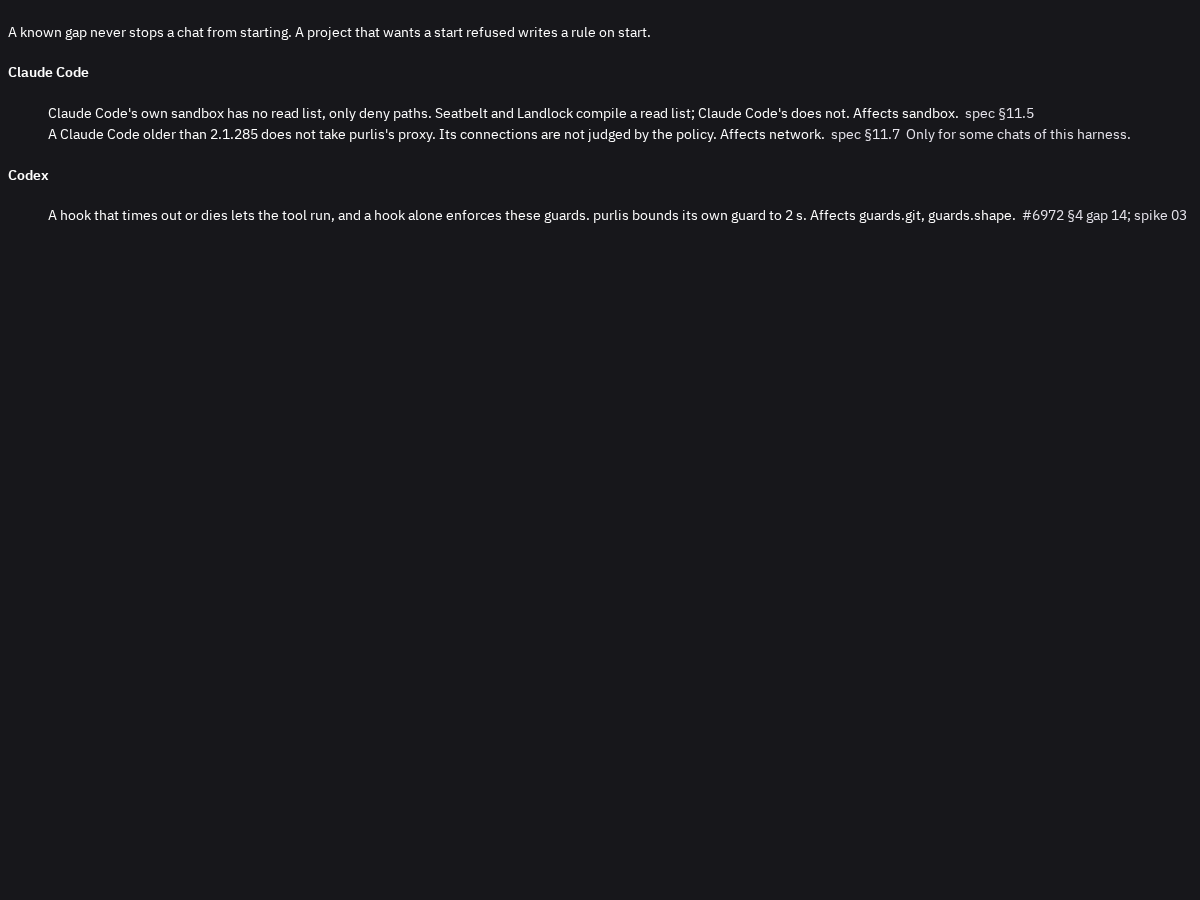 A known gap never stops a chat from starting. A project that wants a start refused writes a rule on start.
Claude Code
Claude Code's own sandbox has no read list, only deny paths. Seatbelt and Landlock compile a read list; Claude Code's does not. Affects sandbox. spec §11.5
A Claude Code older than 2.1.285 does not take purlis's proxy. Its connections are not judged by the policy. Affects network. spec §11.7 Only for some chats of this harness.
Codex
A hook that times out or dies lets the tool run, and a hook alone enforces these guards. purlis bounds its own guard to 2 s. Affects guards.git, guards.shape. #6972 §4 gap 14; spike 03